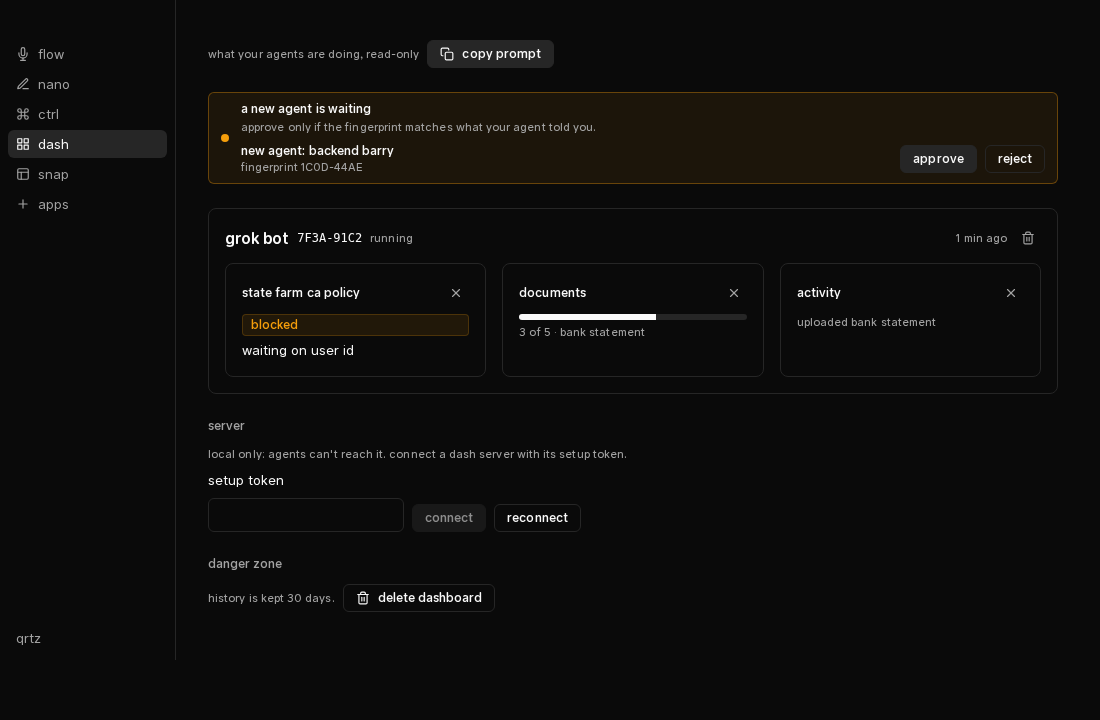 flow
nano
ctrl
dash
snap
apps
qrtz
what your agents are doing, read-only
copy prompt
a new agent is waiting
approve only if the fingerprint matches what your agent told you.
new agent: backend barry
fingerprint 1C0D-44AE
approve
reject
grok bot 7F3A-91C2 running
1 min ago
state farm ca policy
blocked
waiting on user id
documents
3 of 5 · bank statement
activity
uploaded bank statement
server
local only: agents can't reach it. connect a dash server with its setup token.
setup token
connect
reconnect
danger zone
history is kept 30 days.
delete dashboard